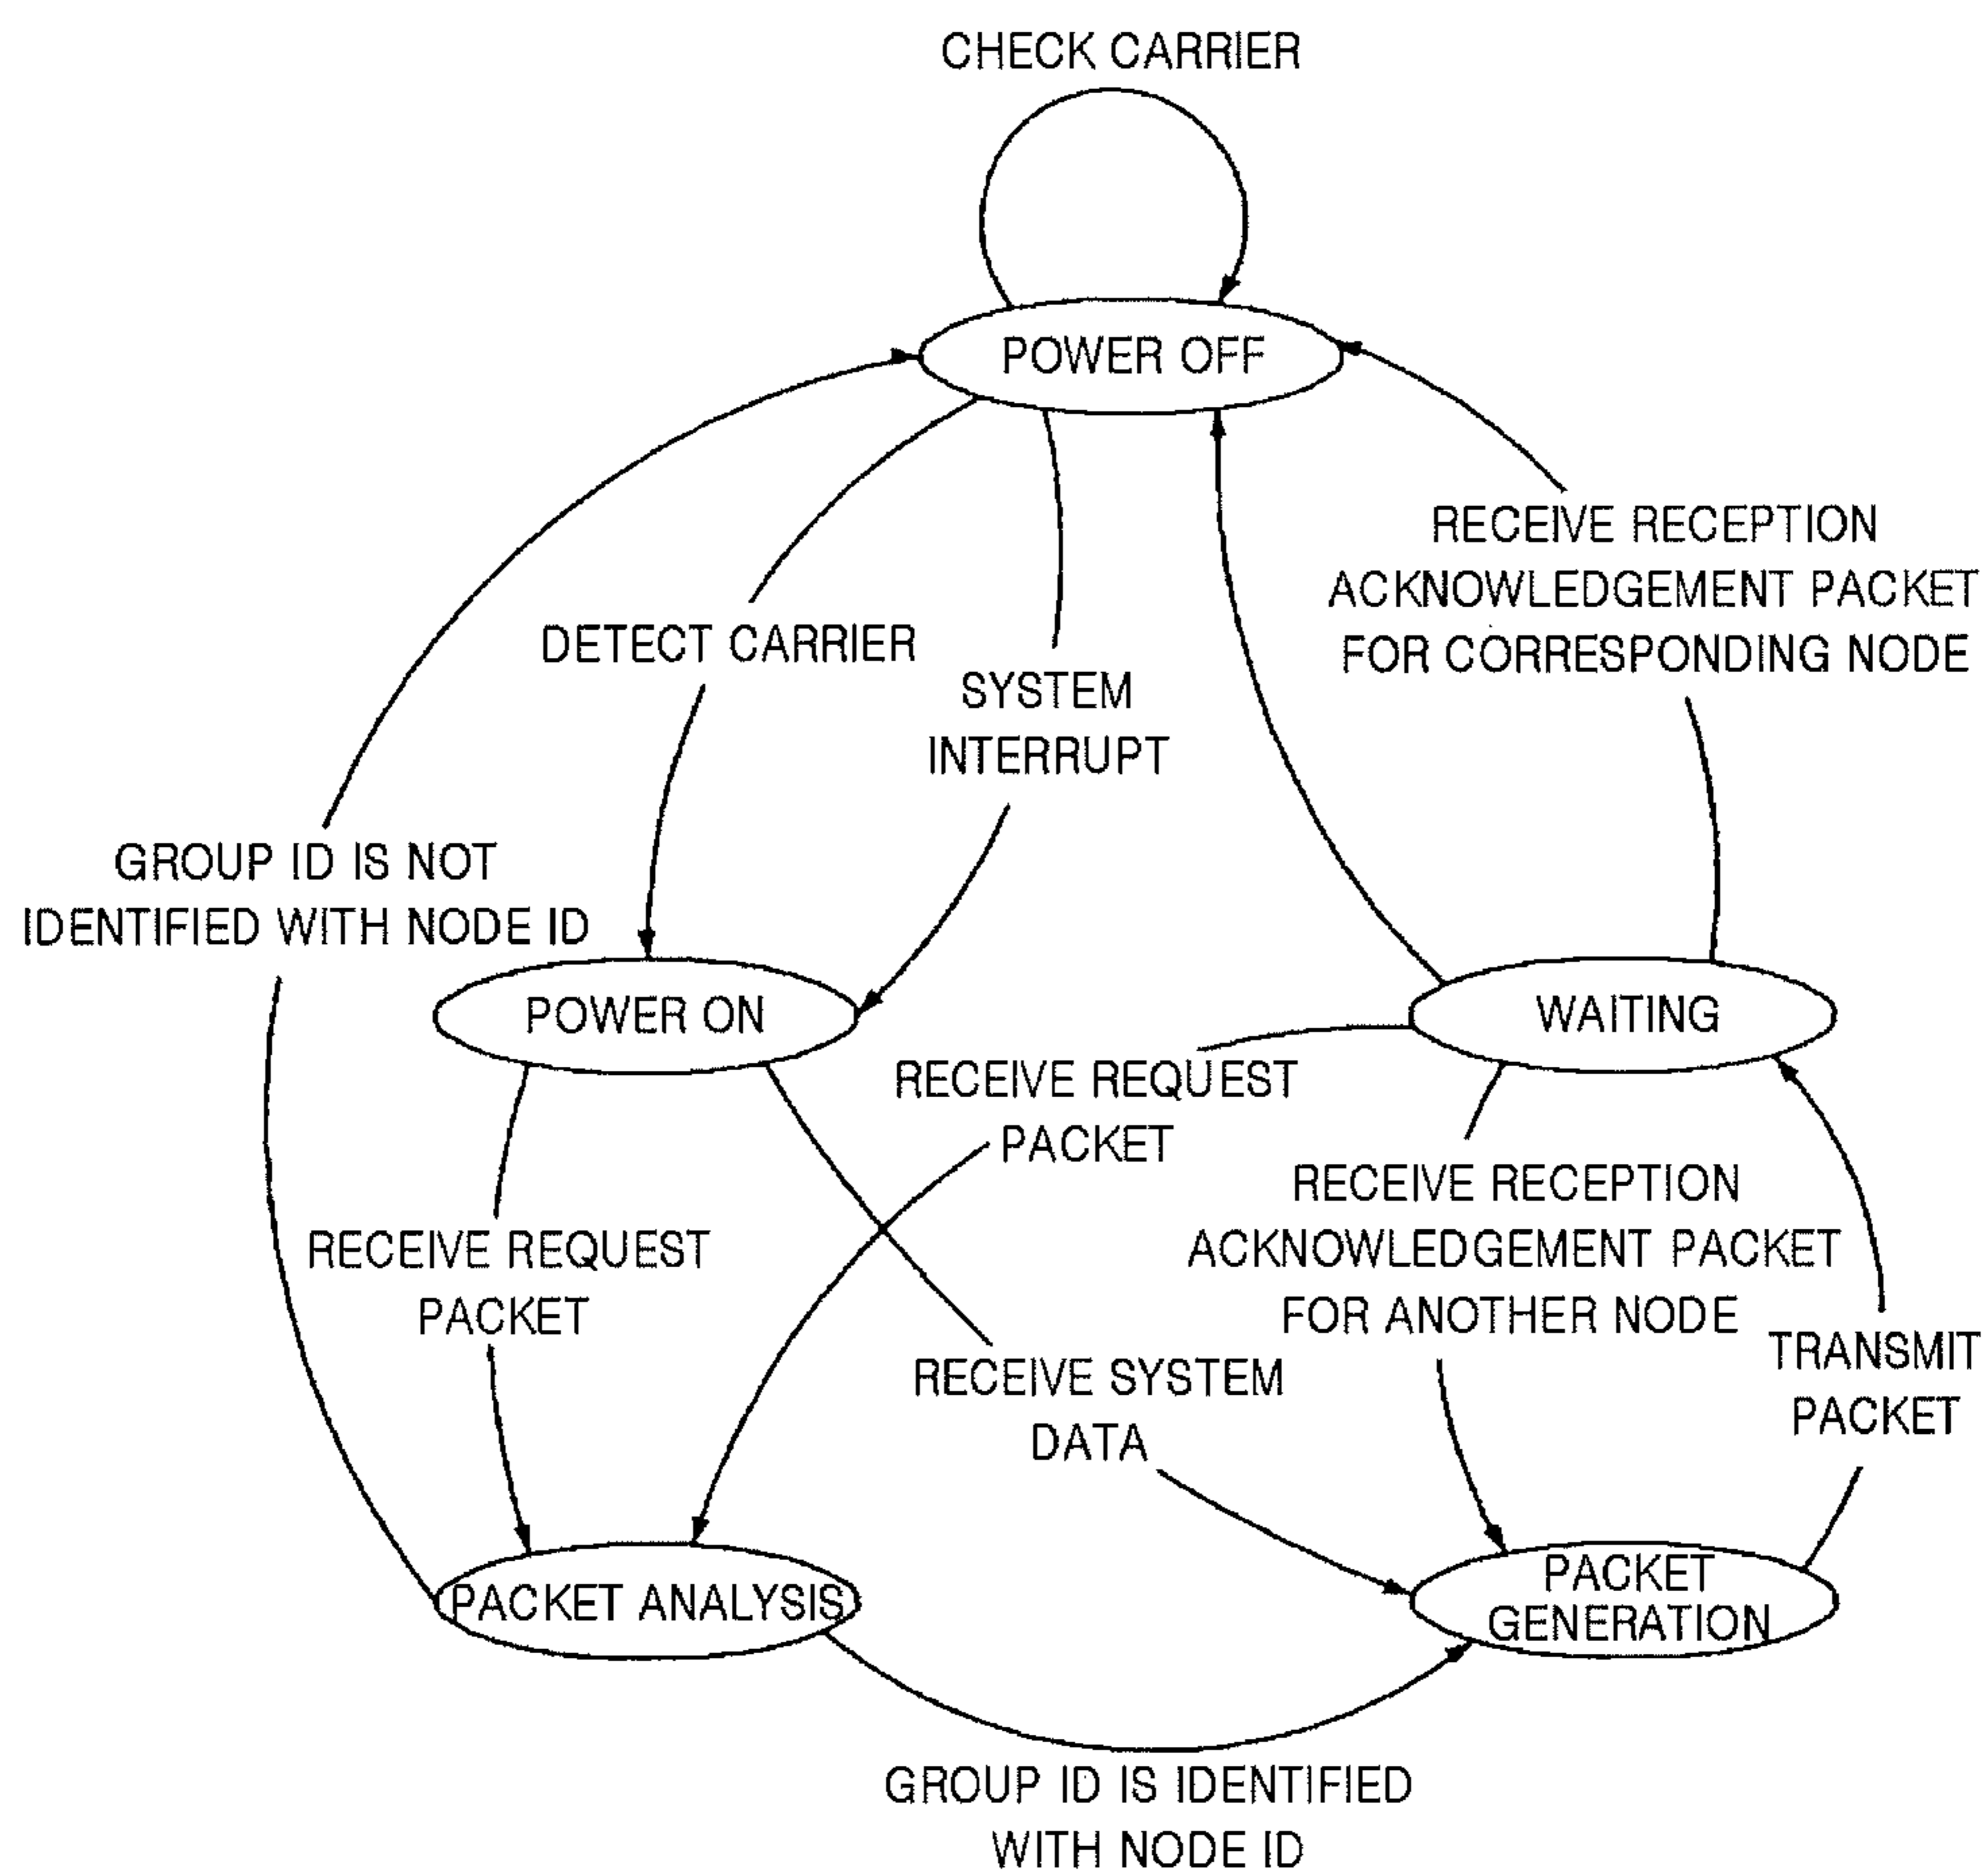 CHECK CARRIER
POWER OFF
RECEIVE RECEPTION
ACKNOWLEDGEMENT PACKET
FOR CORRESPONDING NODE
DETECT CARRIER
SYSTEM
INTERRUPT
GROUP ID IS NOT
IDENTIFIED WITH NODE ID
POWER ON
WAITING
RECEIVE REQUEST
PACKET
RECEIVE RECEPTION
ACKNOWLEDGEMENT PACKET
FOR ANOTHER NODE
RECEIVE REQUEST
PACKET
TRANSMIT
PACKET
RECEIVE SYSTEM
DATA
PACKET ANALYSIS
PACKET
GENERATION
GROUP ID IS IDENTIFIED
WITH NODE ID